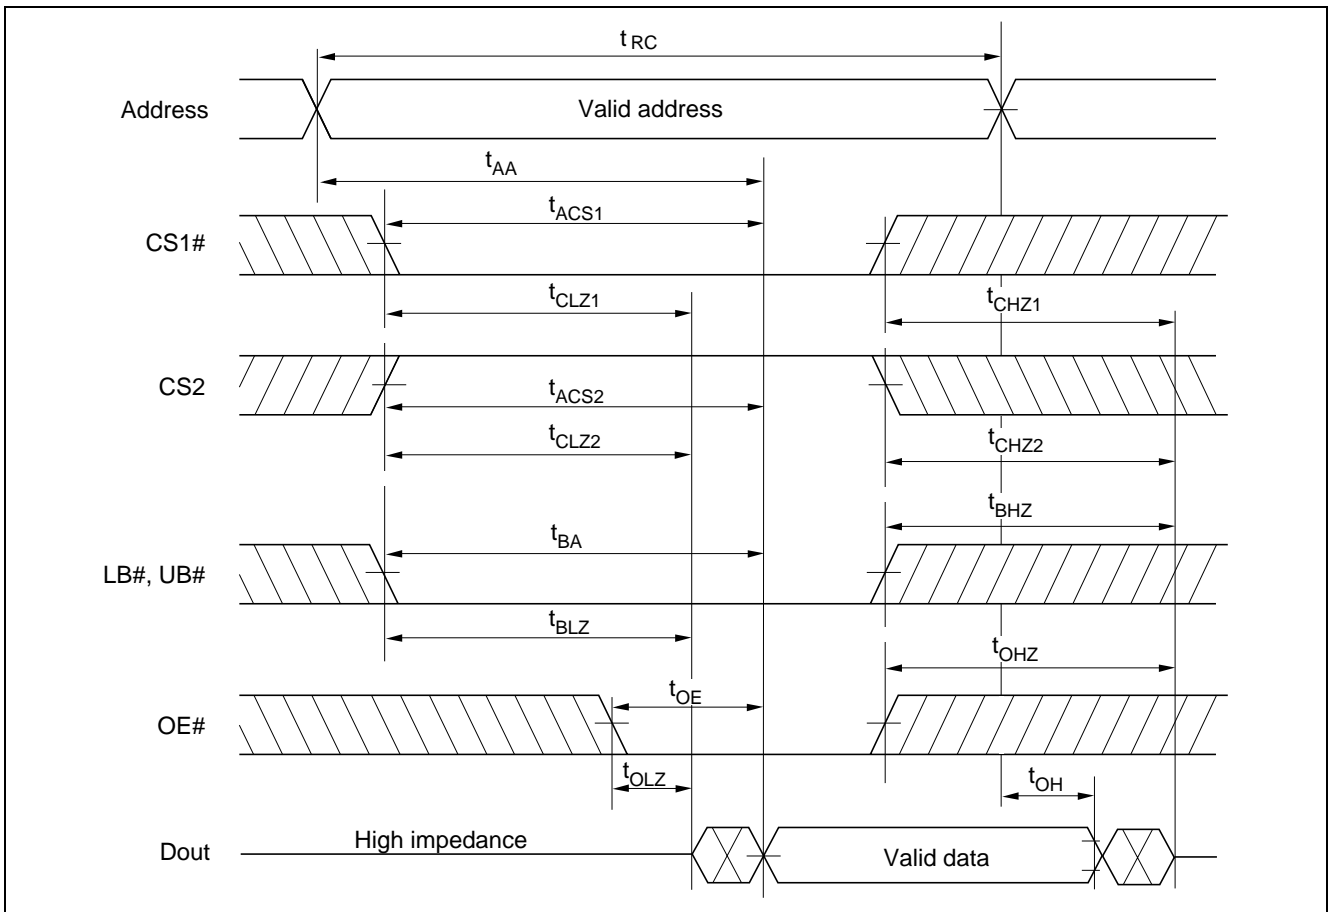 t RC
Address
Valid address
tAA
tACS1
CS1#
tCLZ1
tCHZ1
CS2
tACS2
tCLZ2
tCHZ2
tBHZ
tBA
LB#, UB#
tBLZ
tOHZ
tOE
OE#
tOLZ
tOH
High impedance
Dout
Valid data